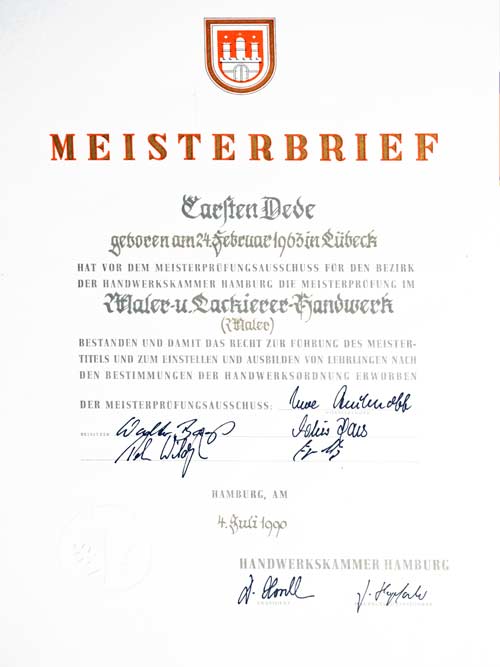 MEISTERBRIEF
Carsten Dede
geboren am 24. Februar 1963 in Lübeck
HAT VOR DEM MEISTERPRÜFUNGSAUSSCHUSS FÜR DEN BEZIRK
DER HANDWERKSKAMMER HAMBURG DIE MEISTERPRÜFUNG IM
Maler-u. Lackierer-Handwerk
(Maler)
BESTANDEN UND DAMIT DAS RECHT ZUR FÜHRUNG DES MEISTER-
TITELS UND ZUM EINSTELLEN UND AUSBILDEN VON LEHRLINGEN NACH
DEN BESTIMMUNGEN DER HANDWERKSORDNUNG ERWORBEN
DER MEISTERPRÜFUNGSAUSSCHUSS: Uwe
BEISITZER
HAMBURG, AM
4. Juli 1990
HANDWERKSKAMMER HAMBURG
PRÄSIDENT